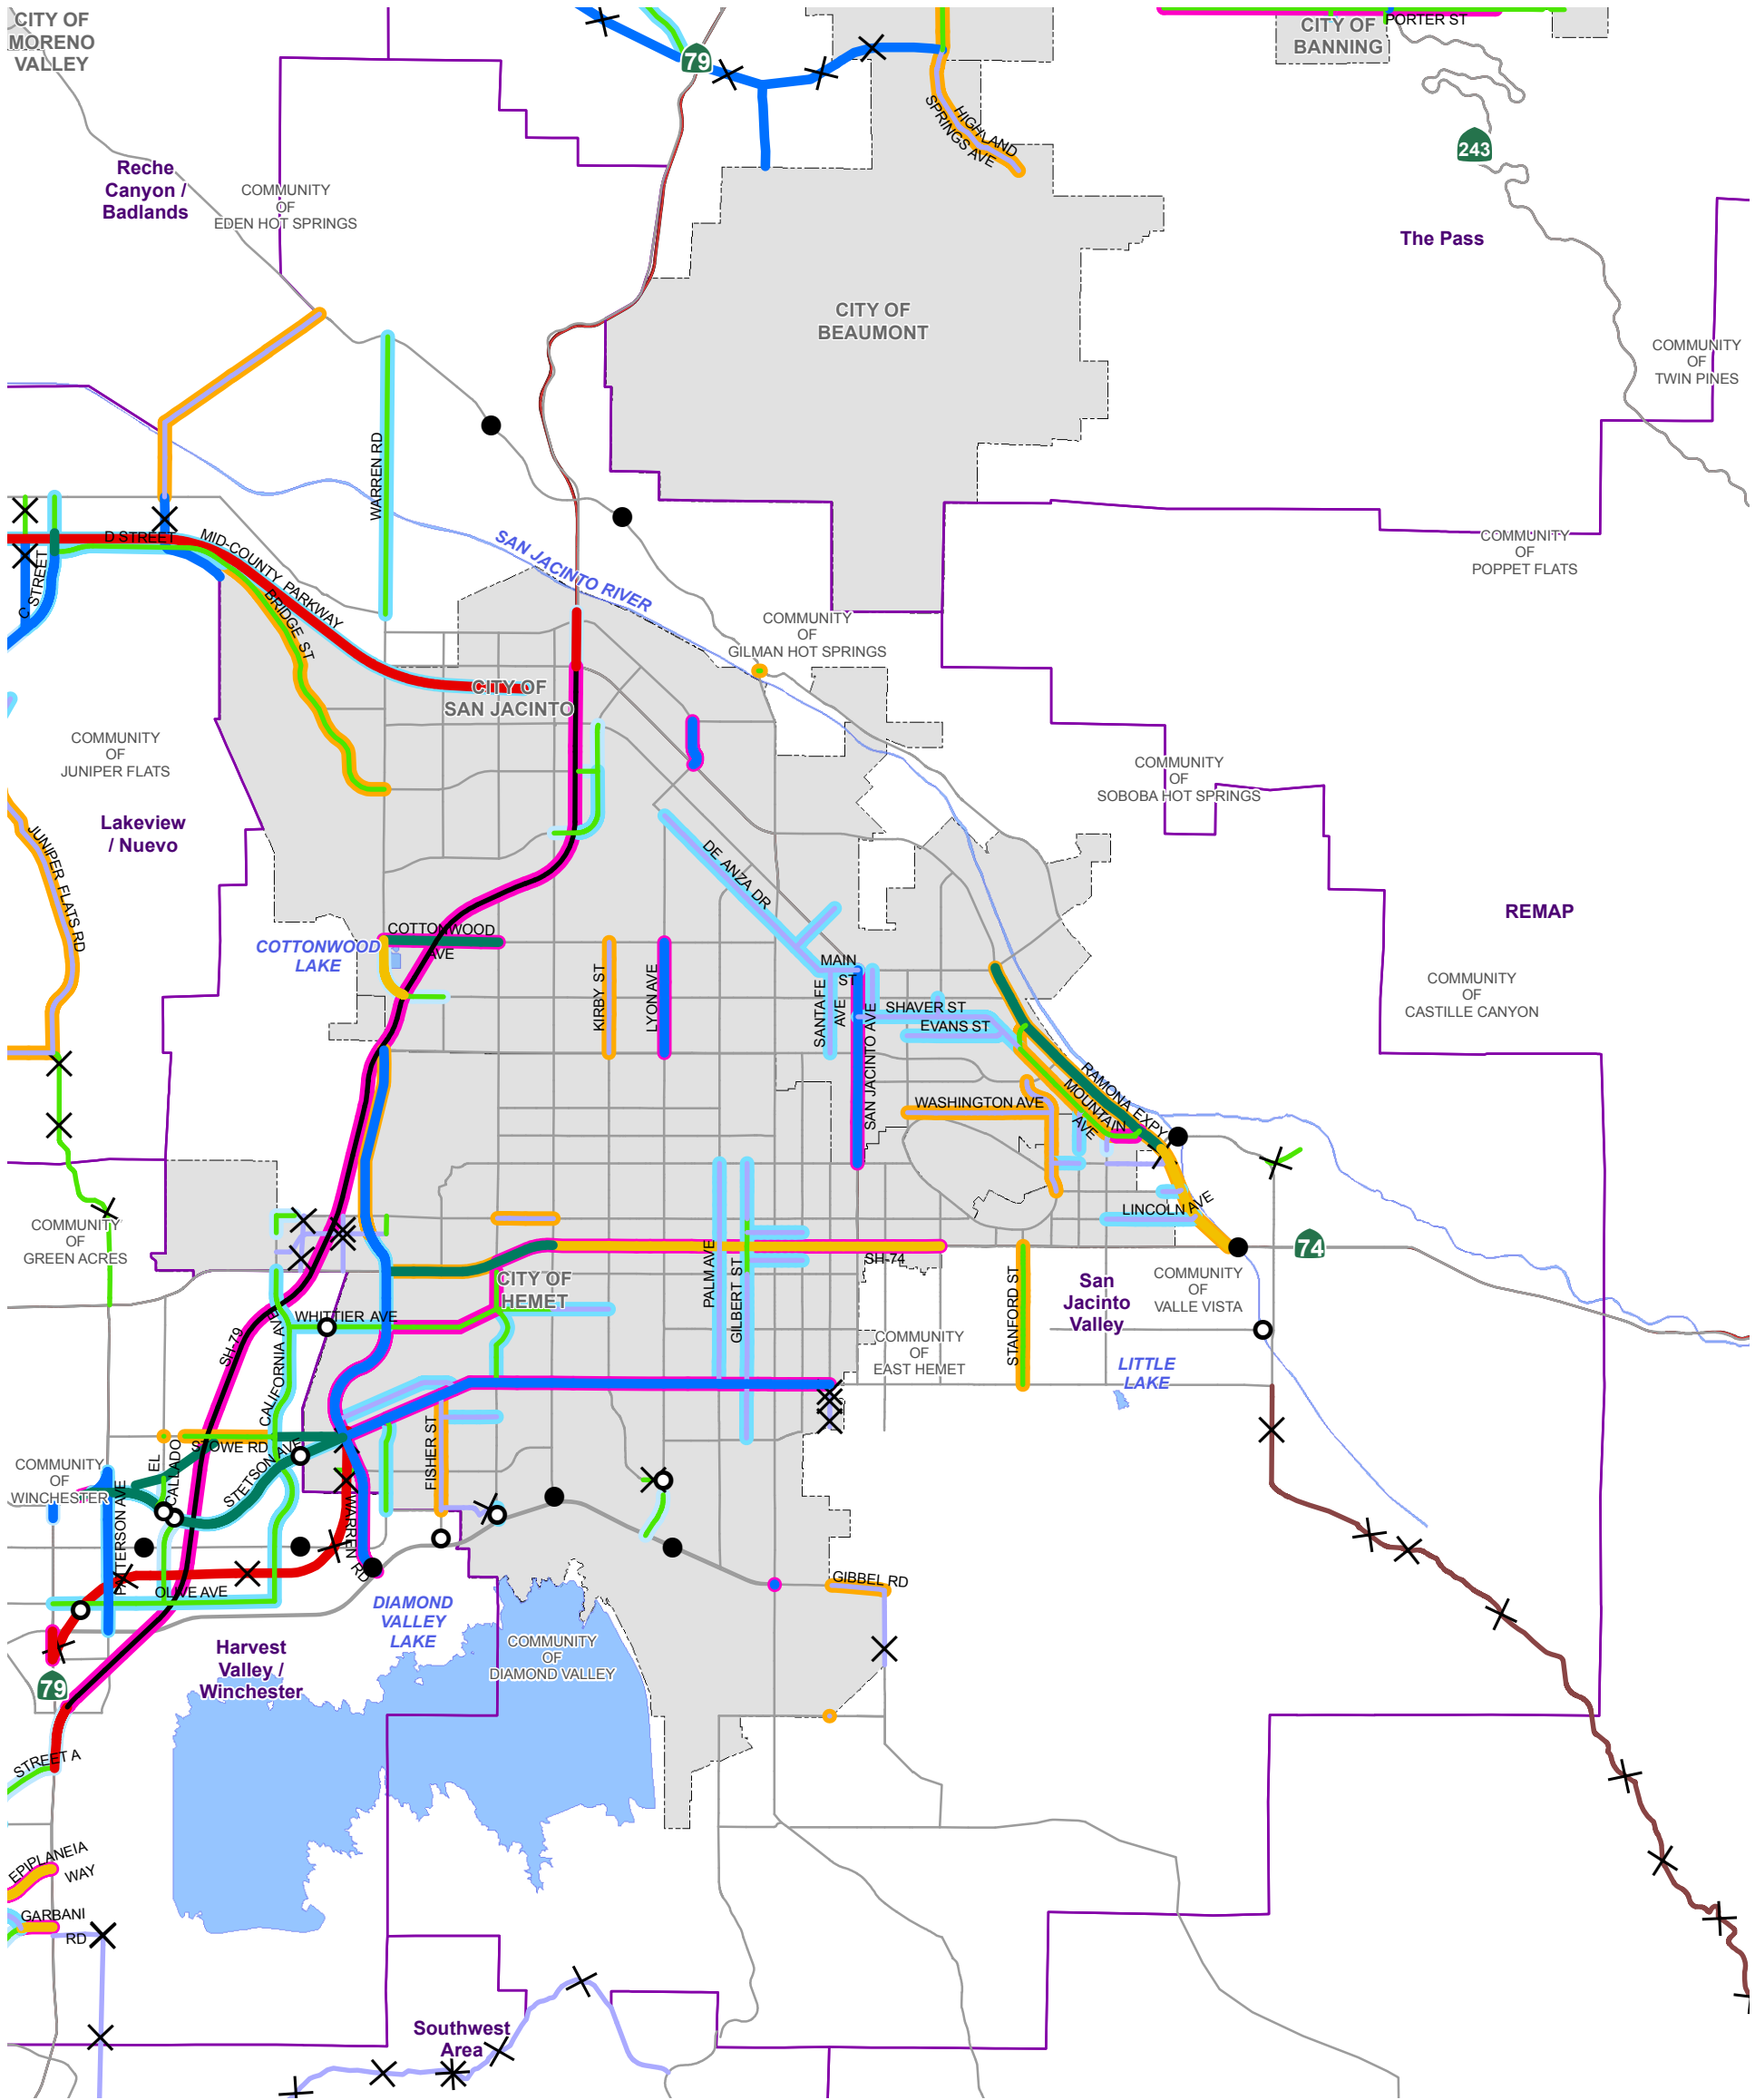 CITY OF
MORENO
VALLEY
79
CITY OF
BANNING
PORTER ST
HIGHLAND
SPRINGS AVE
243
Reche
Canyon /
Badlands
COMMUNITY
OF
EDEN HOT SPRINGS
The Pass
CITY OF
BEAUMONT
COMMUNITY
OF
TWIN PINES
WARREN RD
D STREET
MID-COUNTY PARKWAY
C STREET
BRIDGE ST
SAN JACINTO RIVER
COMMUNITY
OF
POPPET FLATS
COMMUNITY
OF
GILMAN HOT SPRINGS
CITY OF
SAN JACINTO
COMMUNITY
OF
JUNIPER FLATS
COMMUNITY
OF
SOBOBA HOT SPRINGS
Lakeview
/ Nuevo
JUNIPER FLATS RD
DE ANZA DR
REMAP
COTTONWOOD
AVE
COTTONWOOD
LAKE
MAIN
ST
KIRBY ST
LYON AVE
SANTA FE
AVE
SAN JACINTO AVE
SHAVER ST
EVANS ST
COMMUNITY
OF
CASTILLE CANYON
RAMONA EXPY
MOUNTAIN
AVE
WASHINGTON AVE
LINCOLN AVE
COMMUNITY
OF
GREEN ACRES
74
SH-74
CITY OF
HEMET
PALM AVE
GILBERT ST
STANFORD ST
San
Jacinto
Valley
COMMUNITY
OF
VALLE VISTA
WHITTIER AVE
SH-79
CALIFORNIA AVE
COMMUNITY
OF
EAST HEMET
LITTLE
LAKE
STOWE RD
STETSON AVE
FISHER ST
EL
CALLADO
COMMUNITY
OF
WINCHESTER
PATTERSON AVE
WARREN
RD
OLIVE AVE
GIBBEL RD
DIAMOND
VALLEY
LAKE
COMMUNITY
OF
DIAMOND VALLEY
Harvest
Valley /
Winchester
79
STREET A
EPIPLANEIA
WAY
GARBANI
RD
Southwest
Area